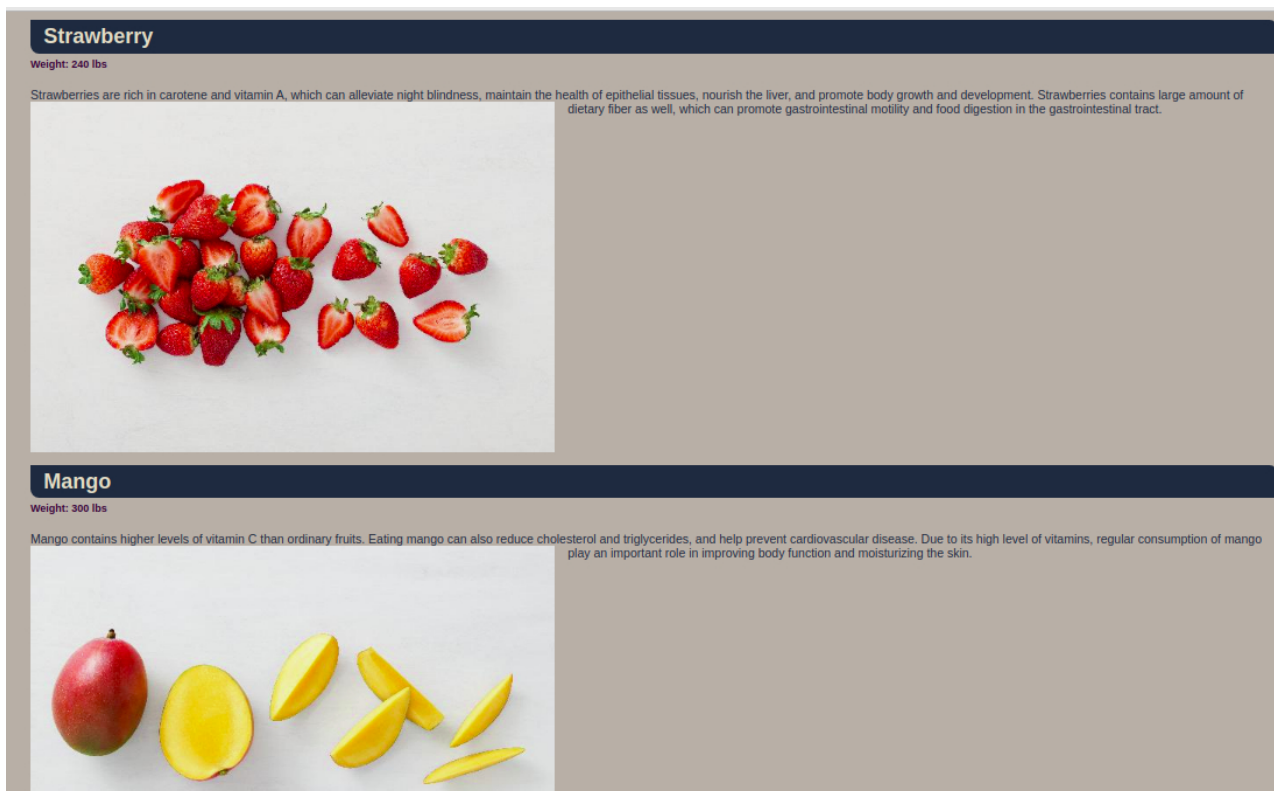 Strawberry
Weight: 240 lbs
Strawberries are rich in carotene and vitamin A, which can alleviate night blindness, maintain the health of epithelial tissues, nourish the liver, and promote body growth and development. Strawberries contains large amount of
dietary fiber as well, which can promote gastrointestinal motility and food digestion in the gastrointestinal tract.
Mango
Weight: 300 lbs
Mango contains higher levels of vitamin C than ordinary fruits. Eating mango can also reduce cholesterol and triglycerides, and help prevent cardiovascular disease. Due to its high level of vitamins, regular consumption of mango
play an important role in improving body function and moisturizing the skin.